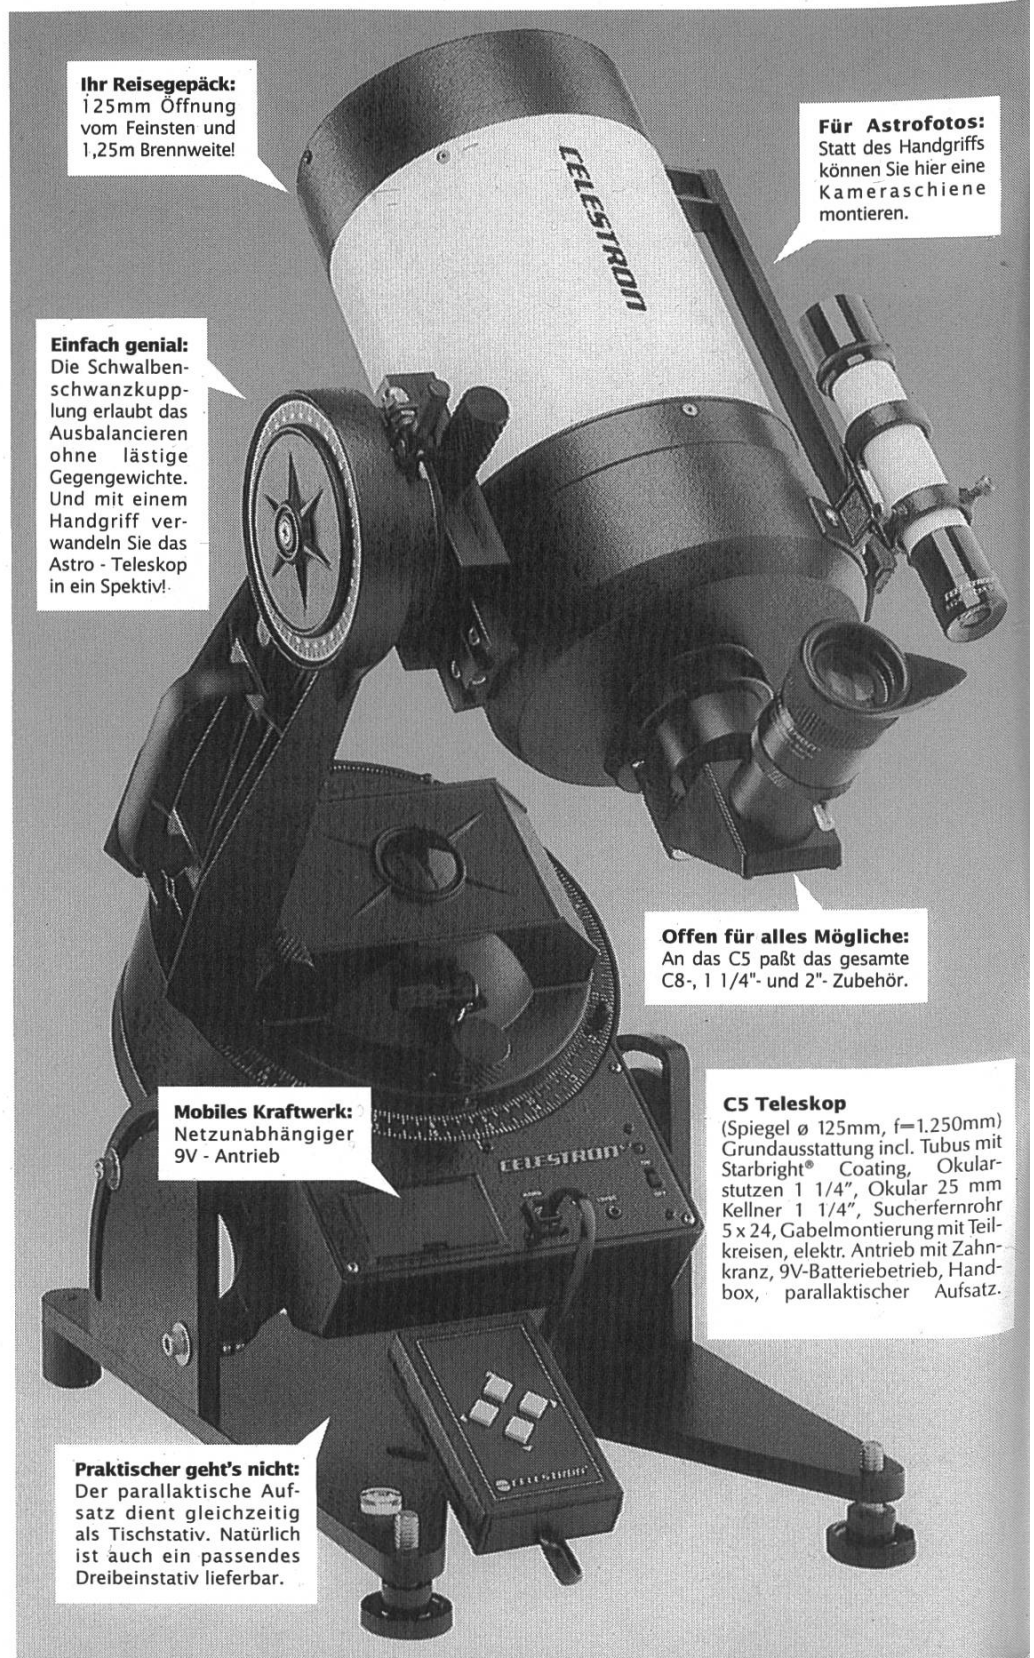 Ihr Reisegepäck:
125mm Öffnung
vom Feinsten und
1,25m Brennweite!
Für Astrofotos:
Statt des Handgriffs
können Sie hier eine
Kameraschiene
montieren.
CELESTRON
Einfach genial:
Die Schwalben-
schwanzkupp-
lung erlaubt das
Ausbalancieren
ohne lästige
Gegengewichte.
Und mit einem
Handgriff ver-
wandeln Sie das
Astro - Teleskop
in ein Spektiv!
CELESTRON
Offen für alles Mögliche:
An das C5 paßt das gesamte
C8-, 1 1/4"- und 2"- Zubehör.
Mobiles Kraftwerk:
Netzunabhängiger
9V - Antrieb
CELESTRON
C5 Teleskop
(Spiegel ø 125mm, f=1.250mm)
Grundausstattung incl. Tubus mit
Starbright® Coating, Okular-
stutzen 1 1/4", Okular 25 mm
Kellner 1 1/4", Sucherfernrohr
5 x 24, Gabelmontierung mit Teil-
kreisen, elektr. Antrieb mit Zahn-
kranz, 9V-Batteriebetrieb, Hand-
box, parallaktischer Aufsatz.
CELESTRON
Praktischer geht's nicht:
Der parallaktische Auf-
satz dient gleichzeitig
als Tischstativ. Natürlich
ist auch ein passendes
Dreibeinstativ lieferbar.